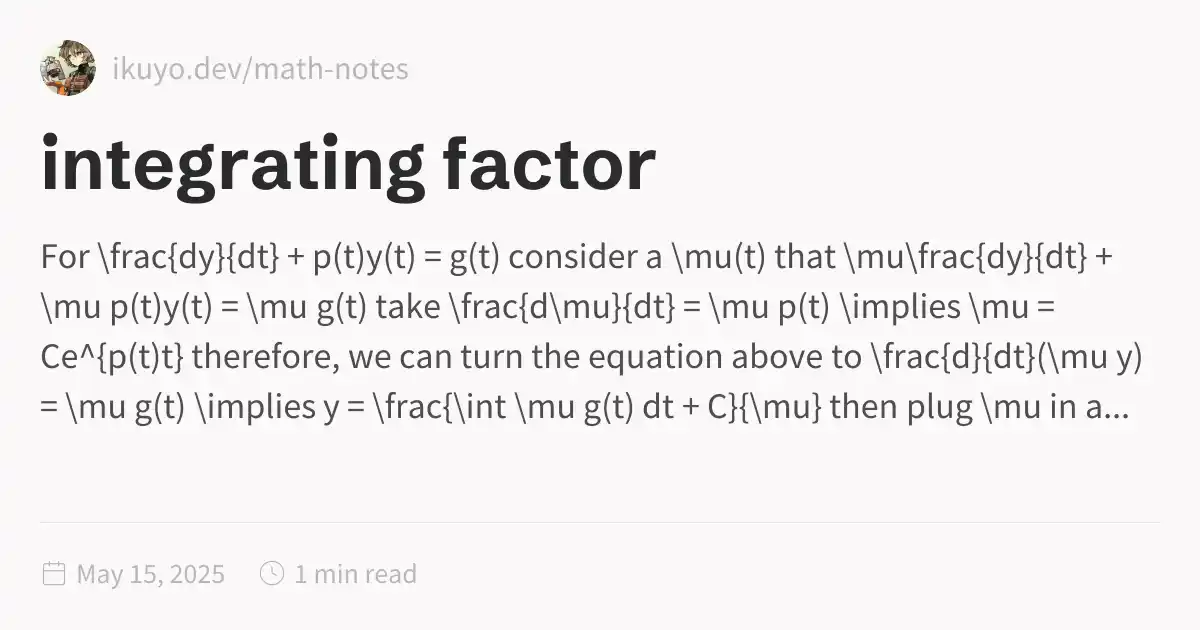 ikuyo.dev/math-notes
integrating factor
For \frac{dy}{dt} + p(t)y(t) = g(t) consider a \mu(t) that \mu\frac{dy}{dt} +
\mu p(t)y(t) = \mu g(t) take \frac{d\mu}{dt} = \mu p(t) \implies \mu =
Ce^{p(t)t} therefore, we can turn the equation above to \frac{d}{dt}(\mu y)
= \mu g(t) \implies y = \frac{\int \mu g(t) dt + C}{\mu} then plug \mu in a...
May 15, 2025
1 min read